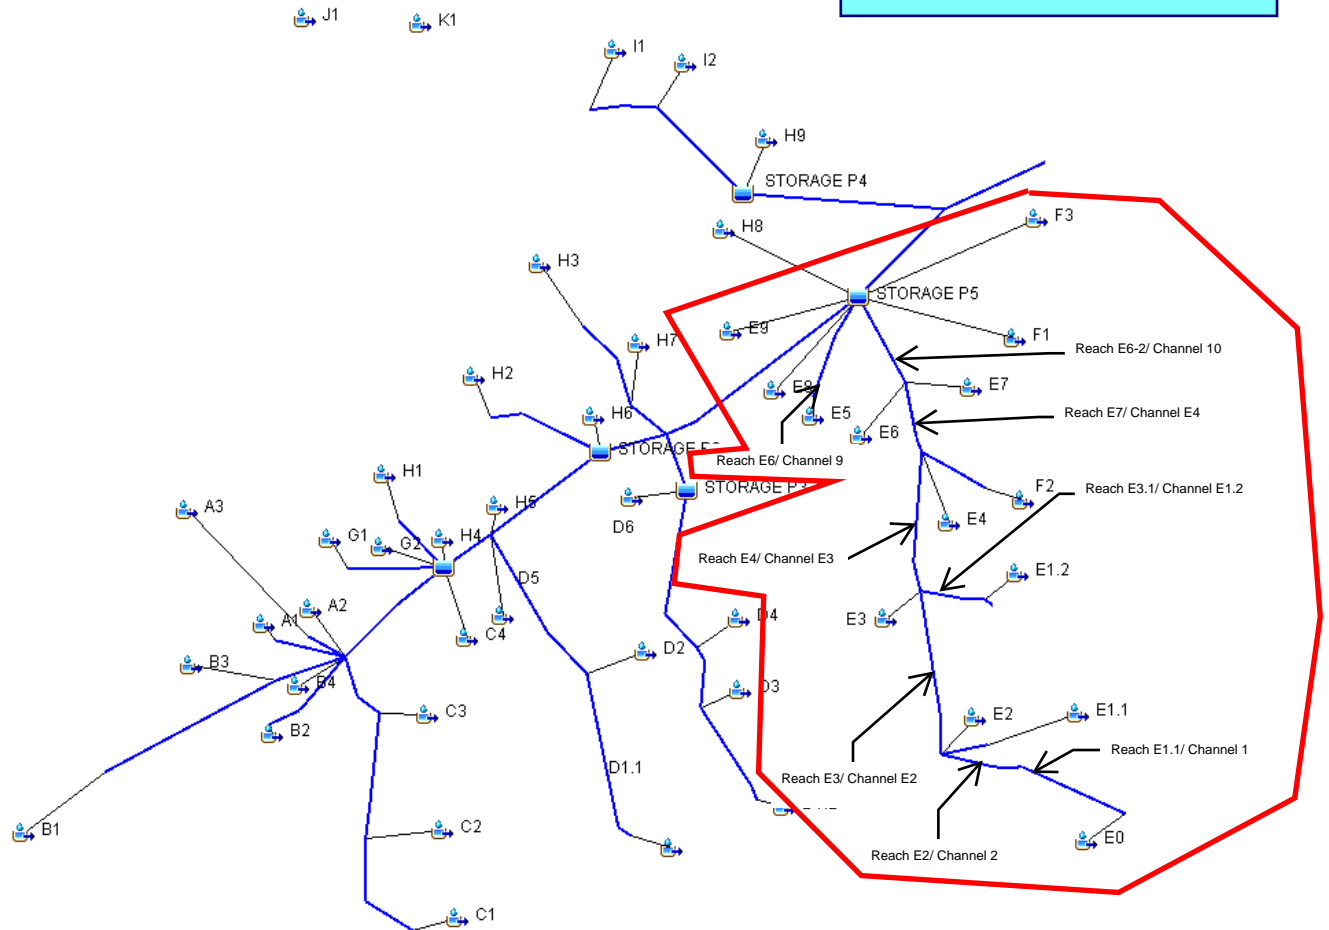 J1
K1
I1
I2
H9
STORAGE P4
F3
H8
H3
STORAGE P5
E9
F1
H7
Reach E6-2/ Channel 10
H2
E8
E7
H6
E5
Reach E7/ Channel E4
E6
STORAGE
Reach E6/ Channel 9
H1
STORAGE P3
Reach E3.1/ Channel E1.2
A3
H5
D6
F2
E4
G1
G2
H4
Reach E4/ Channel E3
D5
E1.2
A2
A1
C4
D4
E3
B3
D2
B4
D3
C3
E2
E1.1
B2
Reach E1.1/ Channel 1
D1.1
Reach E3/ Channel E2
B1
C2
E0
Reach E2/ Channel 2
C1